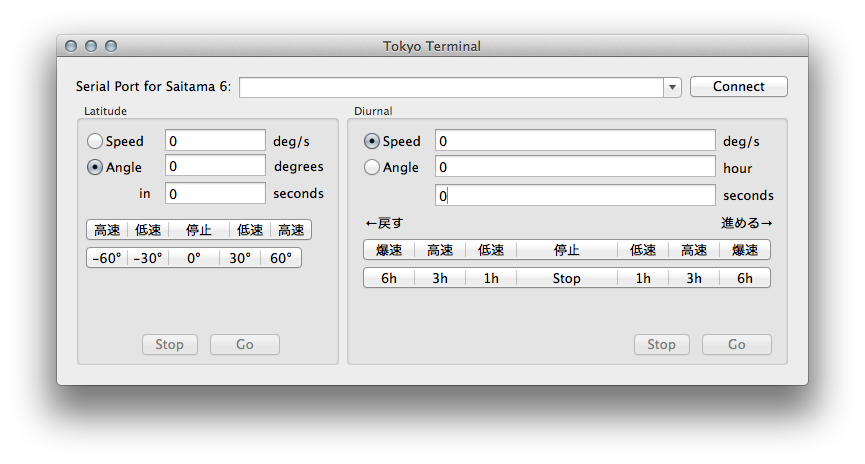 Tokyo Terminal
Serial Port for Saitama 6: Connect
Latitude
Speed 0 deg/s
Angle 0 degrees
in 0 seconds
高速 低速 停止 低速 高速
-60° -30° 0° 30° 60°
Stop Go
Diurnal
Speed 0 deg/s
Angle 0 hour
0 seconds
←戻す 進める→
爆速 高速 低速 停止 低速 高速 爆速
6h 3h 1h Stop 1h 3h 6h
Stop Go